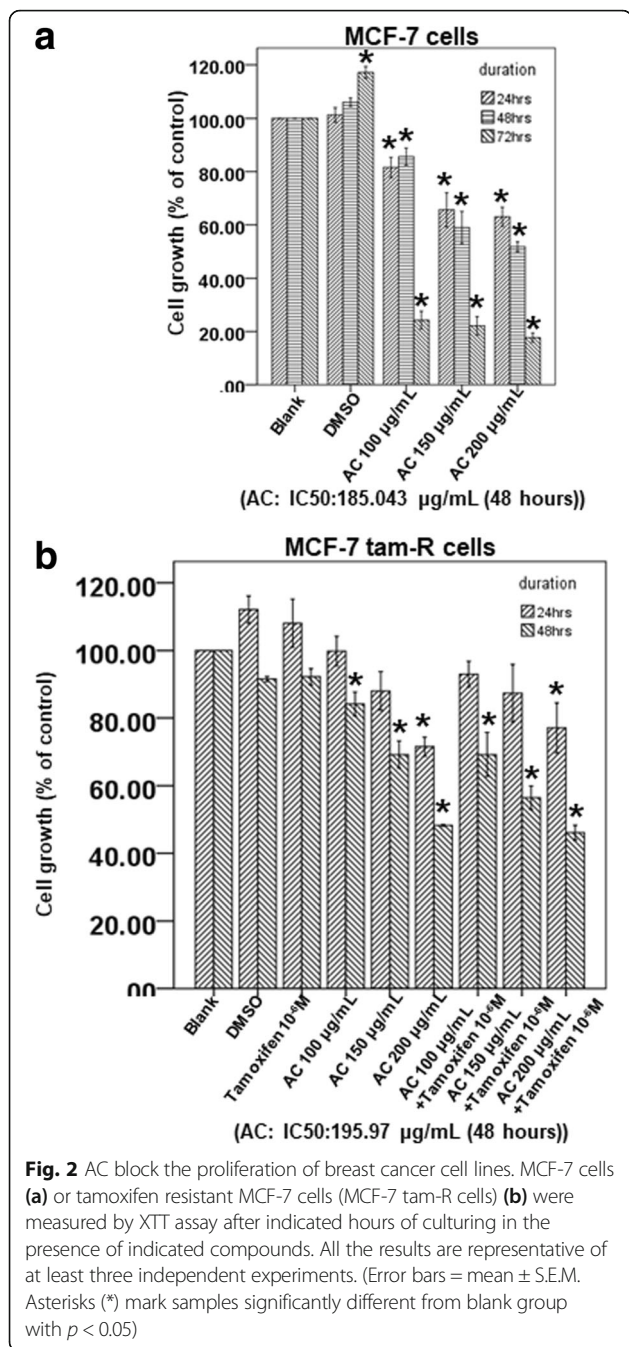 a
MCF-7 cells
120.00
100.00
80.00
60.00
40.00
20.00
.00
Cell growth (% of control)
duration
24hrs
48hrs
72hrs
* * * * * * * * * *
Blank
DMSO
AC 100 µg/mL
AC 150 µg/mL
AC 200 µg/mL
(AC: IC50:185.043 µg/mL (48 hours))
b
MCF-7 tam-R cells
120.00
100.00
80.00
60.00
40.00
20.00
.00
Cell growth (% of control)
duration
24hrs
48hrs
* * * * * * * *
Blank
DMSO
Tamoxifen 10⁻⁶M
AC 100 µg/mL
AC 150 µg/mL
AC 200 µg/mL
AC 100 µg/mL
+Tamoxifen 10⁻⁶M
AC 150 µg/mL
+Tamoxifen 10⁻⁶M
AC 200 µg/mL
+Tamoxifen 10⁻⁶M
(AC: IC50:195.97 µg/mL (48 hours))
Fig. 2 AC block the proliferation of breast cancer cell lines. MCF-7 cells
(a) or tamoxifen resistant MCF-7 cells (MCF-7 tam-R cells) (b) were
measured by XTT assay after indicated hours of culturing in the
presence of indicated compounds. All the results are representative of
at least three independent experiments. (Error bars = mean ± S.E.M.
Asterisks (*) mark samples significantly different from blank group
with p < 0.05)